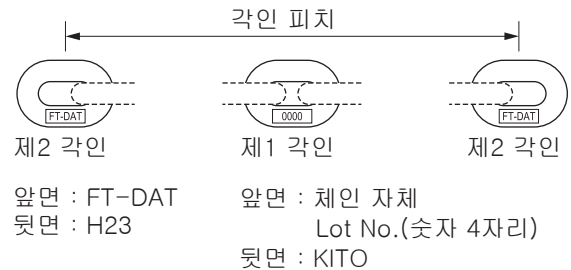 각인 피치
FT-DAT 0000 FT-DAT
제2 각인 제1 각인 제2 각인
앞면 : FT-DAT
뒷면 : H23
앞면 : 체인 자체
Lot No.(숫자 4자리)
뒷면 : KITO